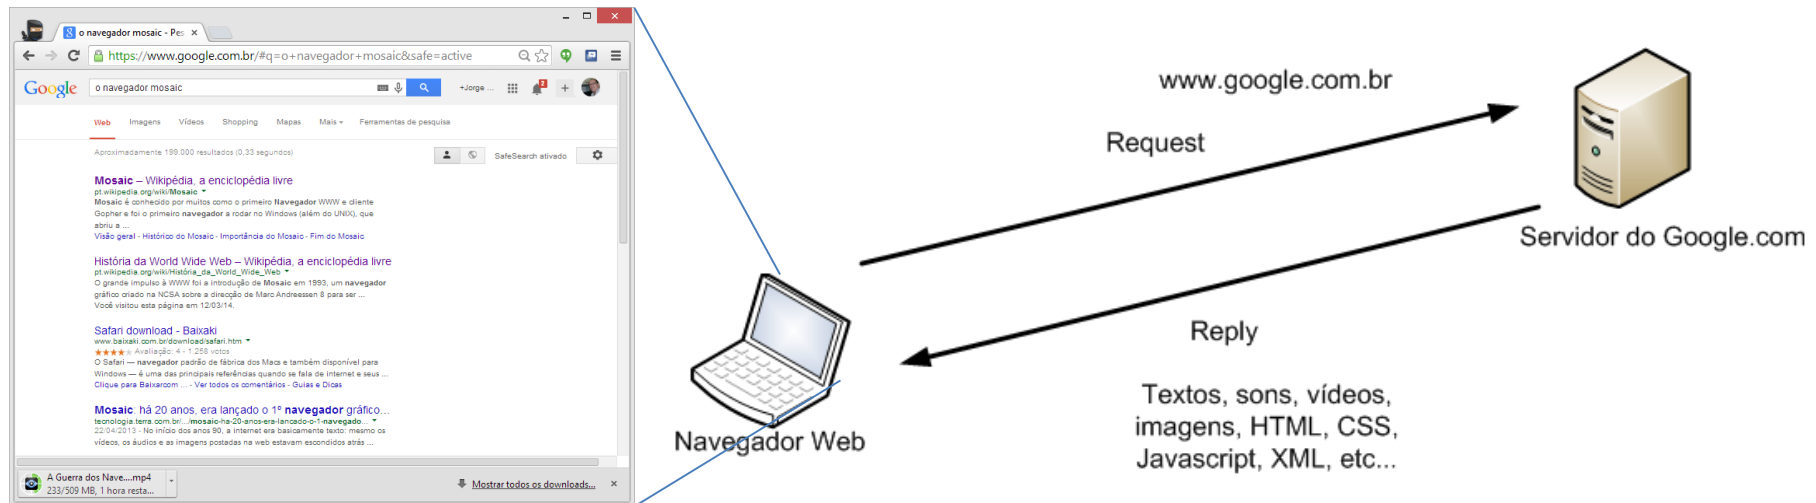 o navegador mosaic - Pes
https://www.google.com.br/#q=o+navegador+mosaic&safe=active
Google
o navegador mosaic
+Jorge ...
Web Imagens Vídeos Shopping Mapas Mais Ferramentas de pesquisa
Aproximadamente 199.000 resultados (0,33 segundos)
SafeSearch ativado
Mosaic – Wikipédia, a enciclopédia livre
pt.wikipedia.org/wiki/Mosaic
Mosaic é conhecido por muitos como o primeiro Navegador WWW e cliente
Gopher e foi o primeiro navegador a rodar no Windows (além do UNIX), que
abriu a ...
Visão geral - Histórico do Mosaic - Importância do Mosaic - Fim do Mosaic
História da World Wide Web – Wikipédia, a enciclopédia livre
pt.wikipedia.org/wiki/História_da_World_Wide_Web
O grande impulso à WWW foi a introdução de Mosaic em 1993, um navegador
gráfico criado na NCSA sobre a direcção de Marc Andreessen 8 para ser ...
Você visitou esta página em 12/03/14.
Safari download - Baixaki
www.baixaki.com.br/download/safari.htm
Avaliação: 4 - 1.258 votos
O Safari — navegador padrão de fábrica dos Macs e também disponível para
Windows — é uma das principais referências quando se fala de internet e seus ...
Clique para Baixarcom ... - Ver todos os comentários - Guias e Dicas
Mosaic: há 20 anos, era lançado o 1º navegador gráfico...
tecnologia.terra.com.br/.../mosaic-ha-20-anos-era-lancado-o-1-navegado...
22/04/2013 - No início dos anos 90, a internet era basicamente texto: mesmo os
vídeos, os áudios e as imagens postadas na web estavam escondidos atrás ...
A Guerra dos Nave....mp4
233/509 MB, 1 hora resta...
Mostrar todos os downloads...
www.google.com.br
Request
Servidor do Google.com
Reply
Textos, sons, vídeos,
imagens, HTML, CSS,
Javascript, XML, etc...
Navegador Web